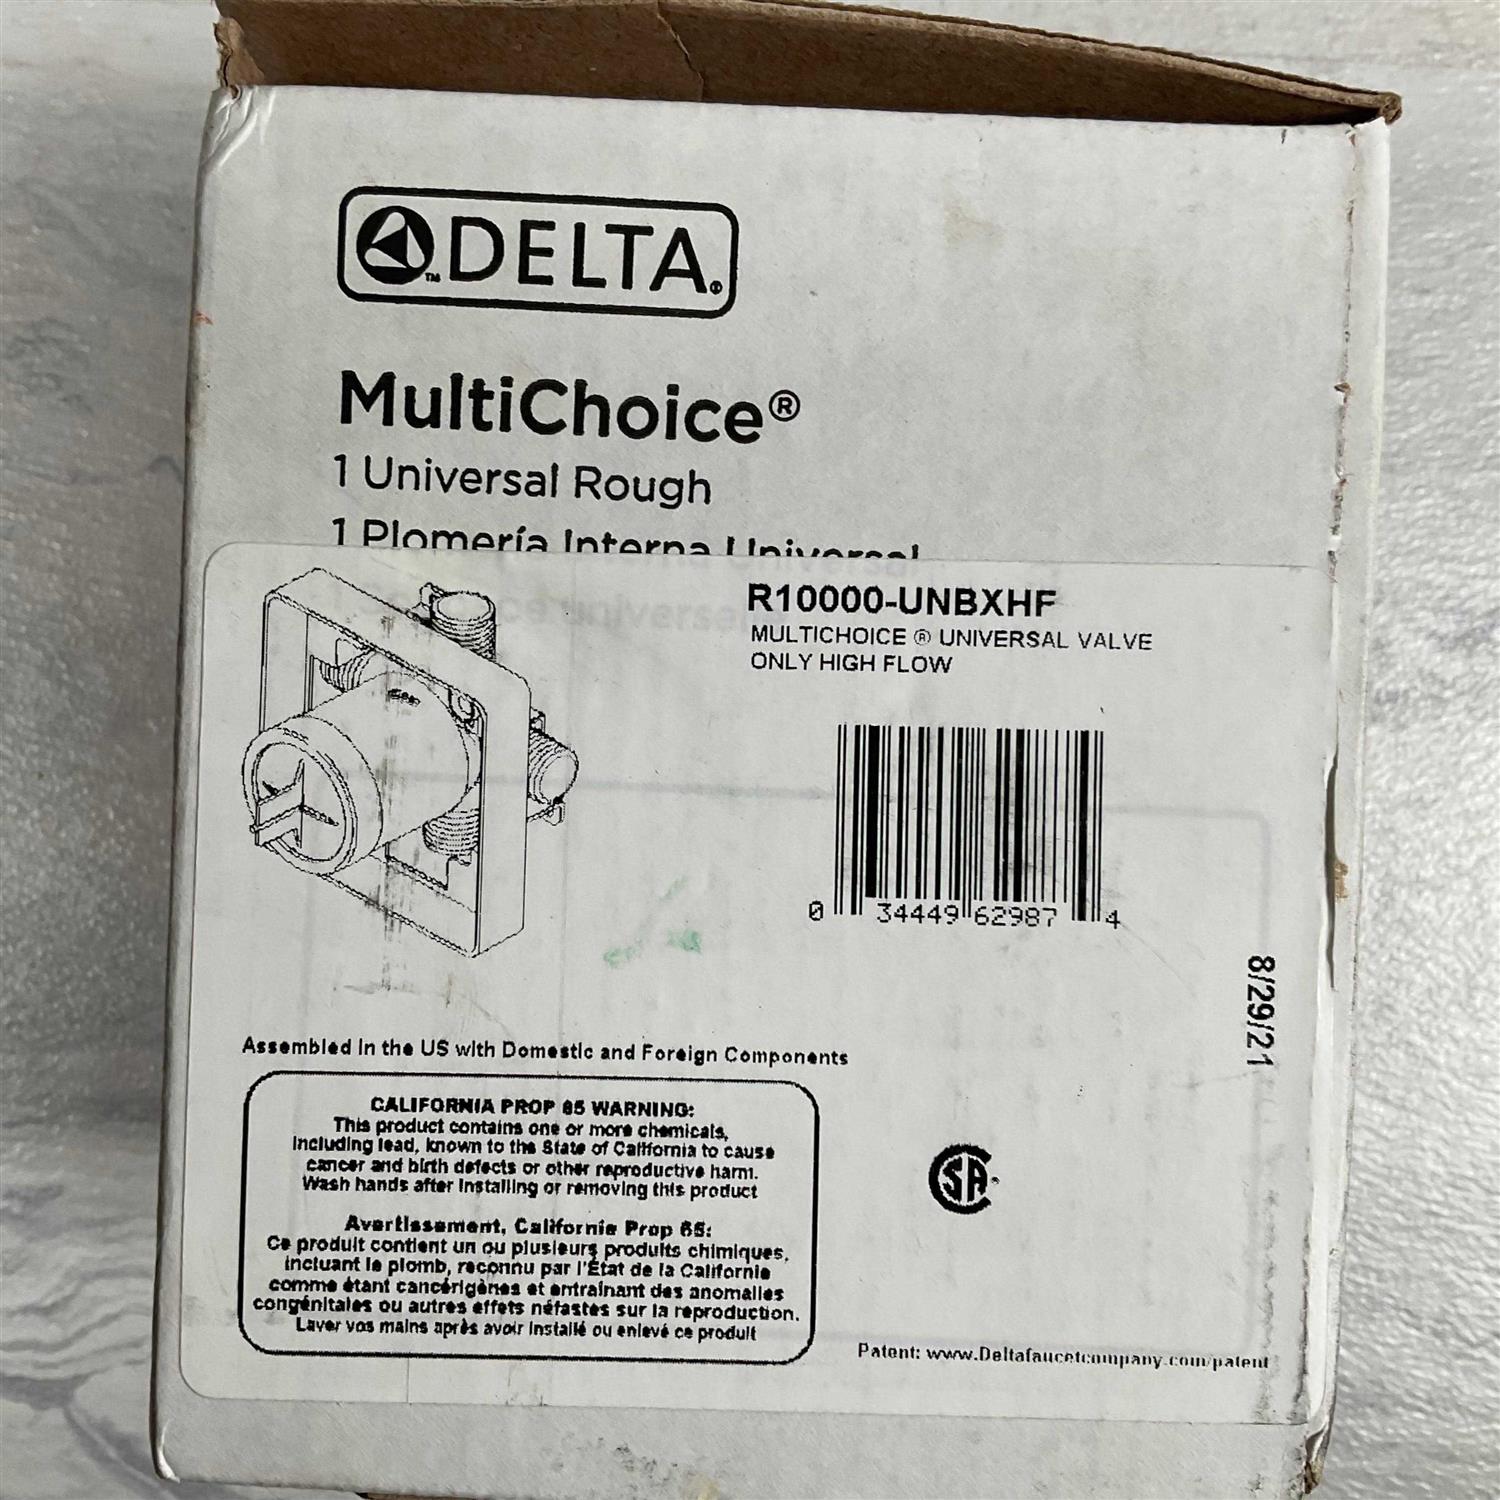 DELTA
MultiChoice®
1 Universal Rough
1 Plomería Interna Universal
R10000-UNBXHF
MULTICHOICE ® UNIVERSAL VALVE
ONLY HIGH FLOW
0 34449 62987 4
8/29/21
Assembled in the US with Domestic and Foreign Components
CALIFORNIA PROP 65 WARNING:
This product contains one or more chemicals,
including lead, known to the State of California to cause
cancer and birth defects or other reproductive harm.
Wash hands after installing or removing this product
Avertissement, California Prop 65:
Ce produit contient un ou plusieurs produits chimiques,
incluant le plomb, reconnu par l'État de la Californie
comme étant cancérigènes et entraînant des anomalies
congénitales ou autres effets néfastes sur la reproduction.
Laver vos mains après avoir installé ou enlevé ce produit
SA
Patent: www.Deltafaucetcompany.com/patent